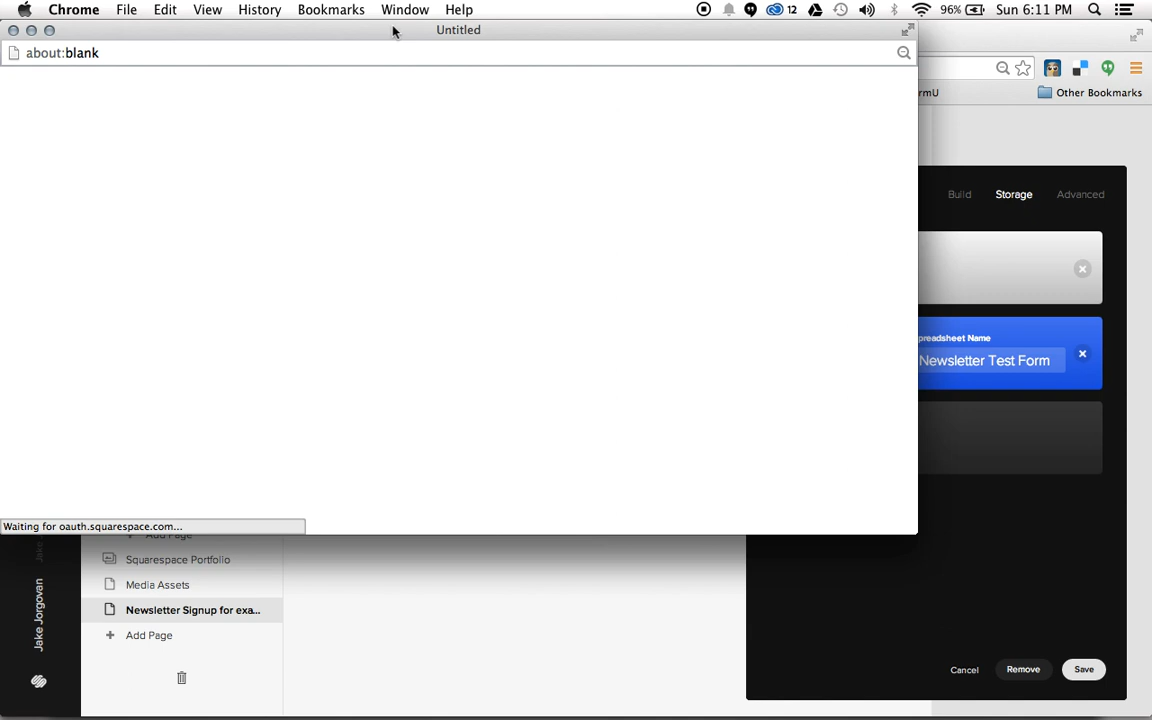 Chrome File Edit View History Bookmarks Window Help 12 96% Sun 6:11 PM
Untitled
about:blank
rmU Other Bookmarks
Build Storage Advanced
preadsheet Name
Newsletter Test Form
Waiting for oauth.squarespace.com...
Add Page
Squarespace Portfolio
Media Assets
Newsletter Signup for exa...
Add Page
Jake Jorgovan
Cancel Remove Save